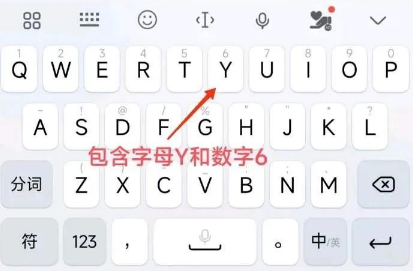 1 2 3 4 5 6 7 8 9 0
Q W E R T Y U I O P
A S D F G H J K L
包含字母Y和数字6
分词 Z X C V B N M
符 123 ， 。 中/英